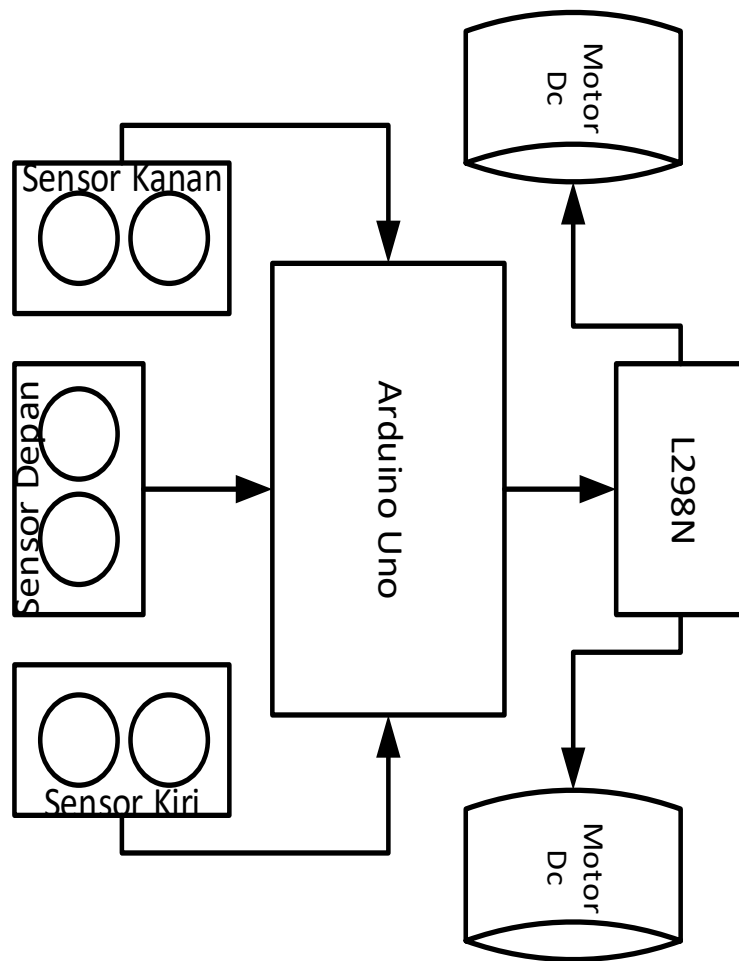 Sensor Kanan
Sensor Depan
Sensor Kiri
Arduino Uno
L298N
Motor
Dc
Motor
Dc